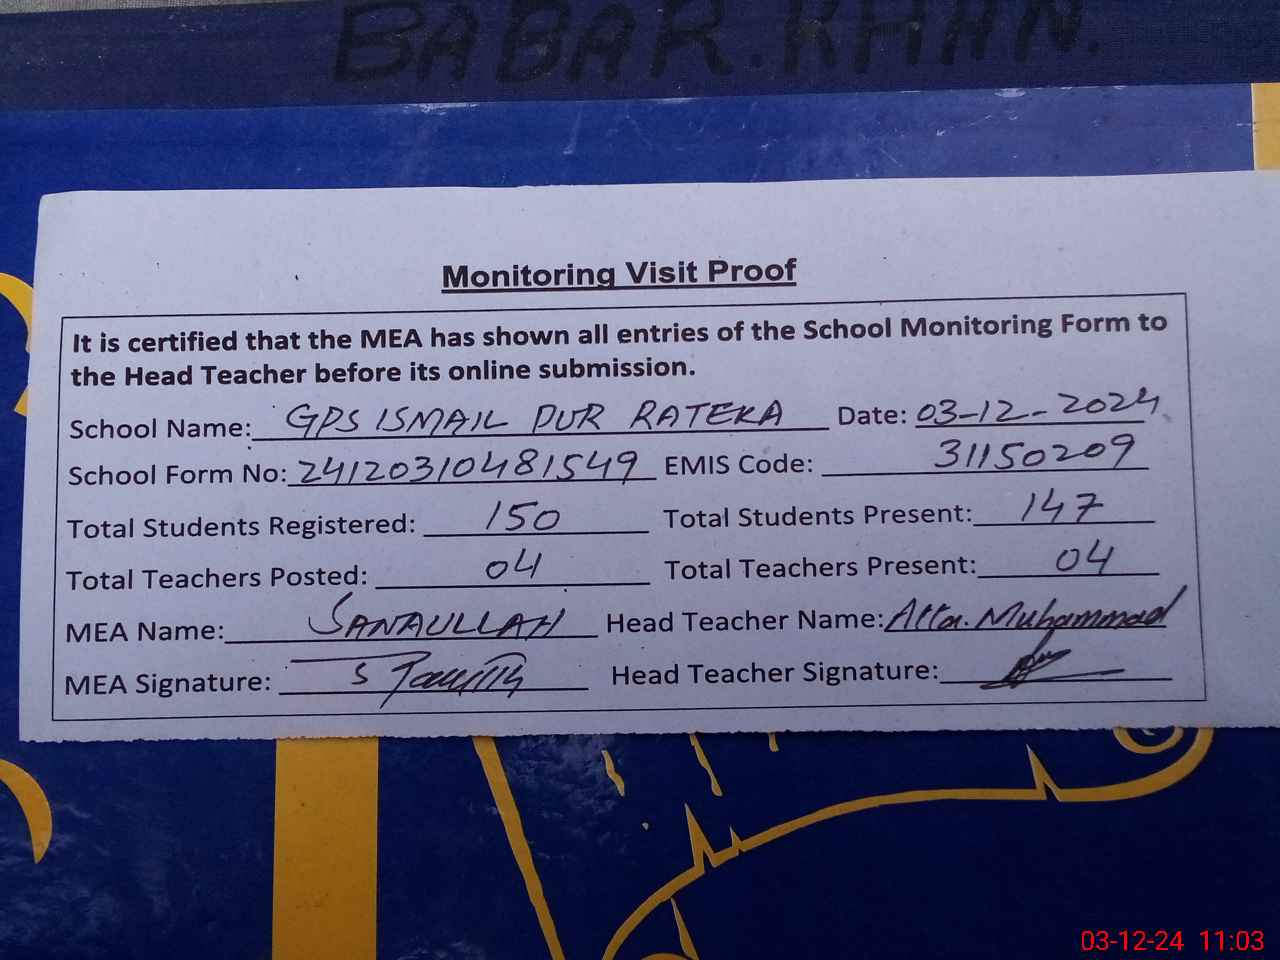 BABAR.KHAN.
Monitoring Visit Proof
It is certified that the MEA has shown all entries of the School Monitoring Form to
the Head Teacher before its online submission.
School Name: GPS ISMAIL PUR RATEKA Date: 03-12-2024
School Form No: 24120310481549 EMIS Code: 31150209
Total Students Registered: 150 Total Students Present: 147
Total Teachers Posted: 04 Total Teachers Present: 04
MEA Name: SANAULLAH Head Teacher Name: Atta Muhammad
MEA Signature: Head Teacher Signature:
03-12-24 11:03